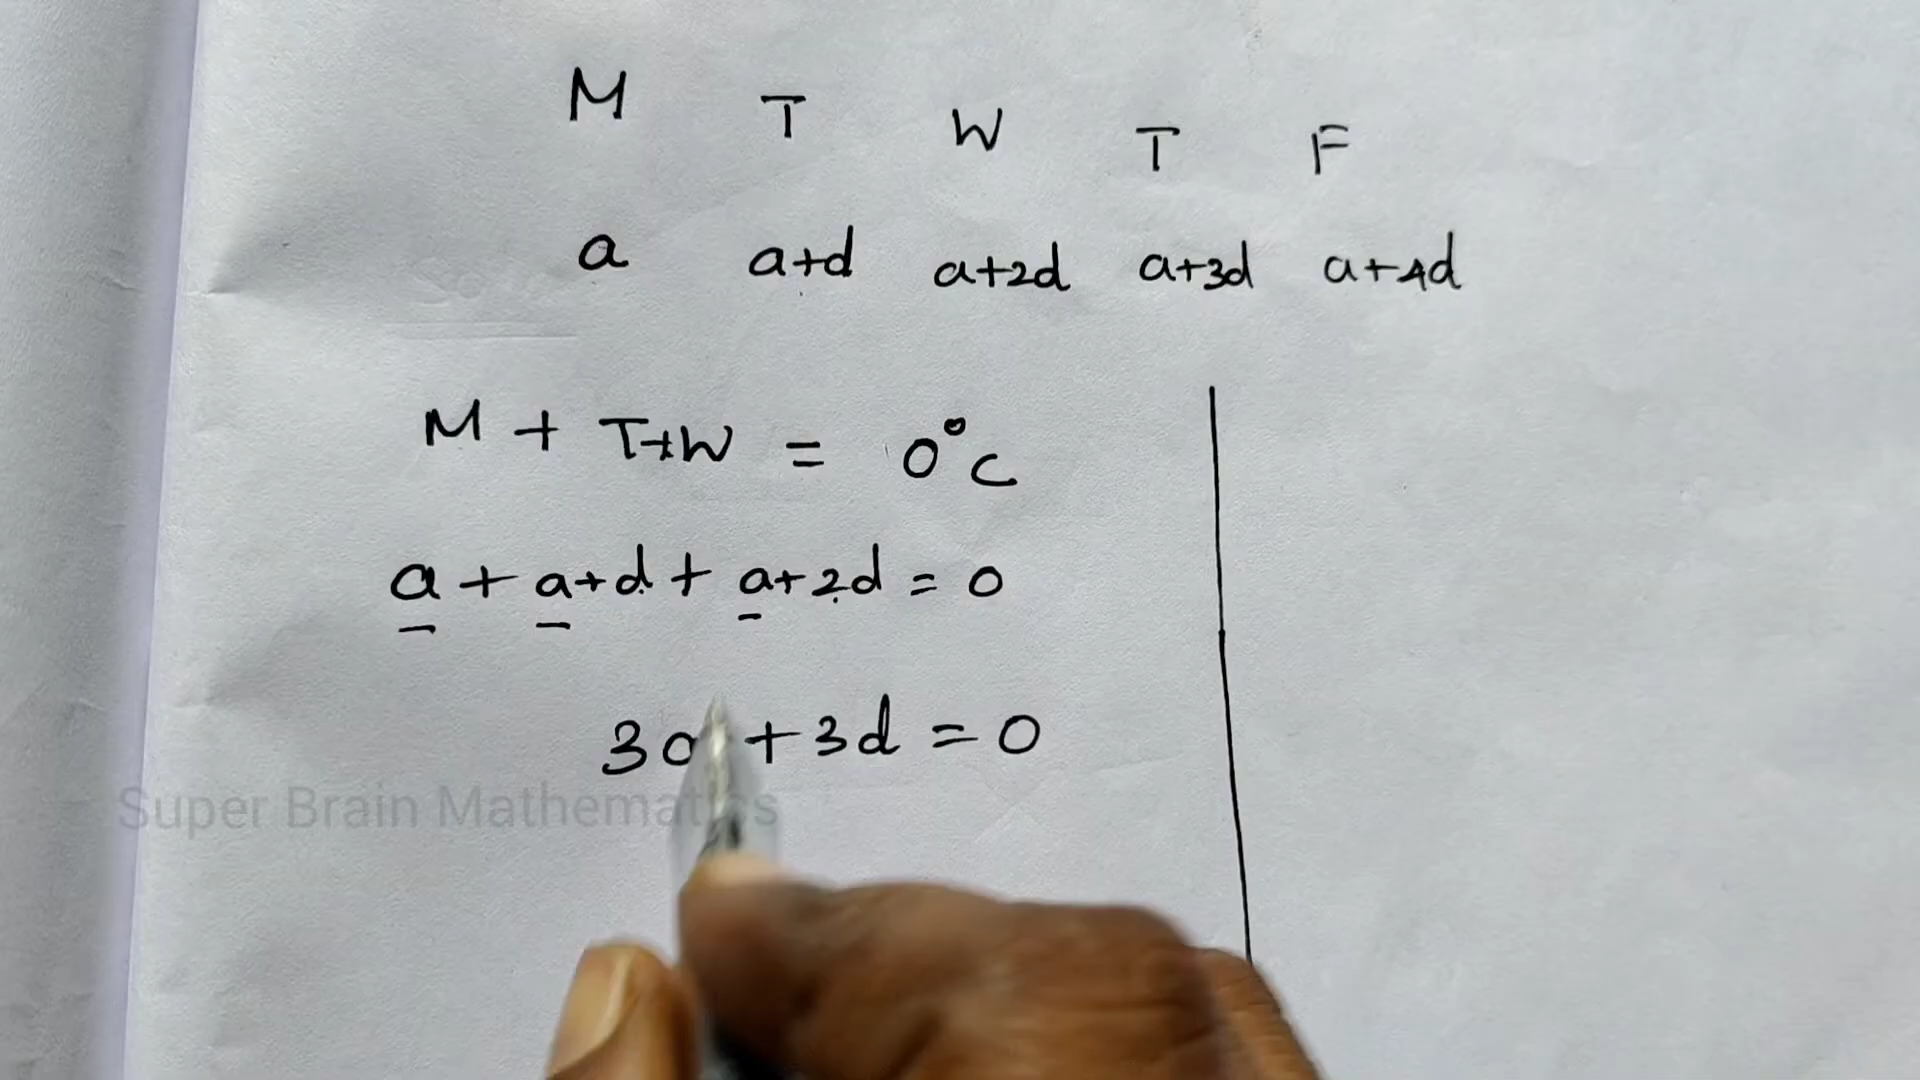 M T W T F
a a+d a+2d a+3d a+4d
M + T+W = 0°C
a + a+d + a+2d = 0
3a + 3d = 0
Super Brain Mathematics